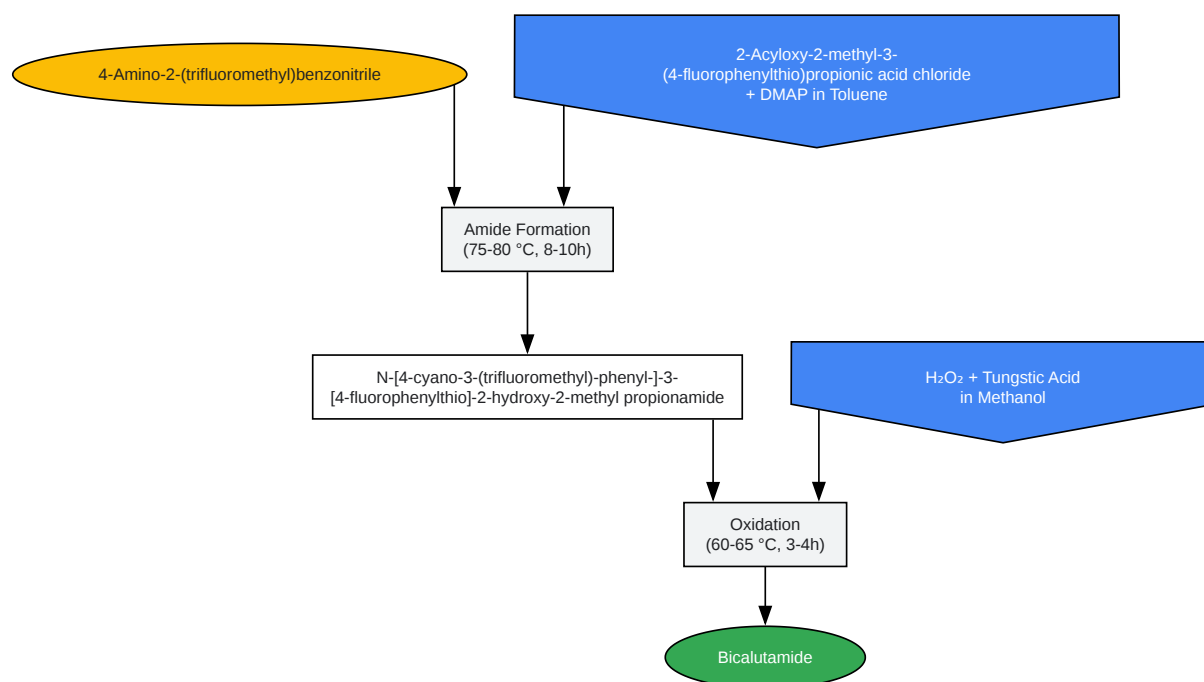 4-Amino-2-(trifluoromethyl)benzonitrile
2-Acyloxy-2-methyl-3-
(4-fluorophenylthio)propionic acid chloride
+ DMAP in Toluene
Amide Formation
(75-80 °C, 8-10h)
N-[4-cyano-3-(trifluoromethyl)-phenyl-]-3-
[4-fluorophenylthio]-2-hydroxy-2-methyl propionamide
H₂O₂ + Tungstic Acid
in Methanol
Oxidation
(60-65 °C, 3-4h)
Bicalutamide